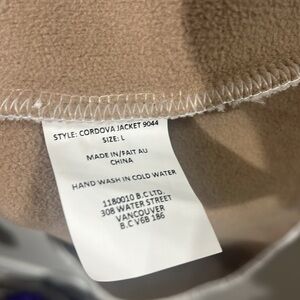 STYLE: CORDOVA JACKET 9044
SIZE: L
MADE IN/FAIT AU
CHINA
HAND WASH IN COLD WATER
1180010 B.C LTD.
308 WATER STREET
VANCOUVER
B.C V6B 1B6